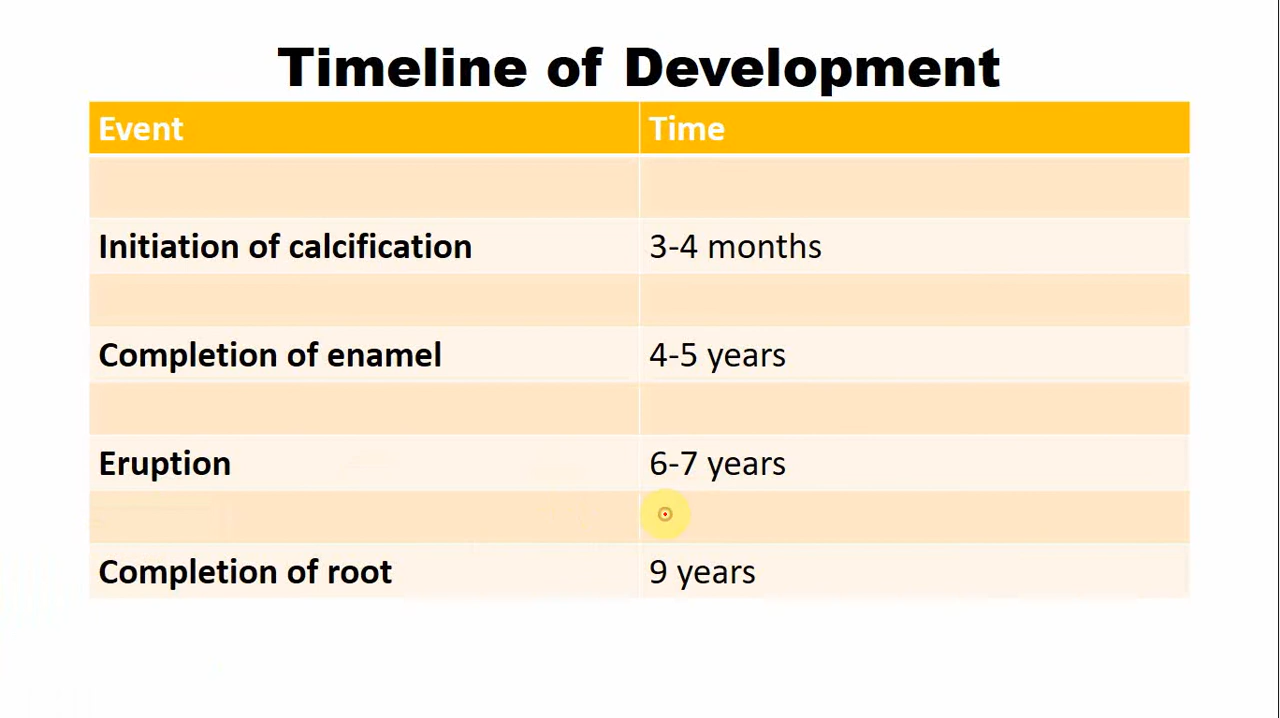 Timeline of Development
Event Time
Initiation of calcification 3-4 months
Completion of enamel 4-5 years
Eruption 6-7 years
Completion of root 9 years